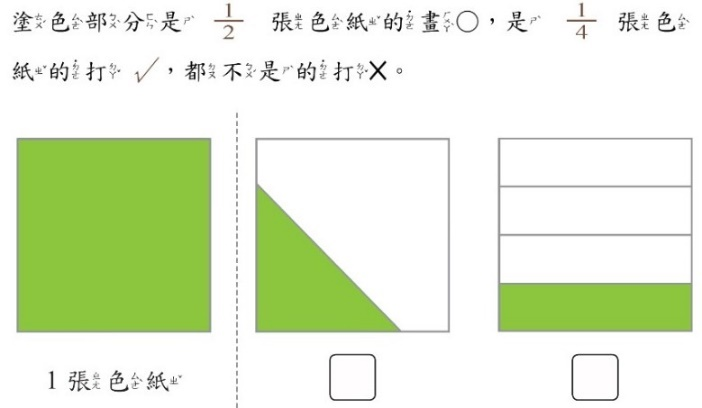 塗色部分是 1/2 張色紙的畫○,是 1/4 張色
紙的打 ✓,都不是的打✕。
1 張色紙